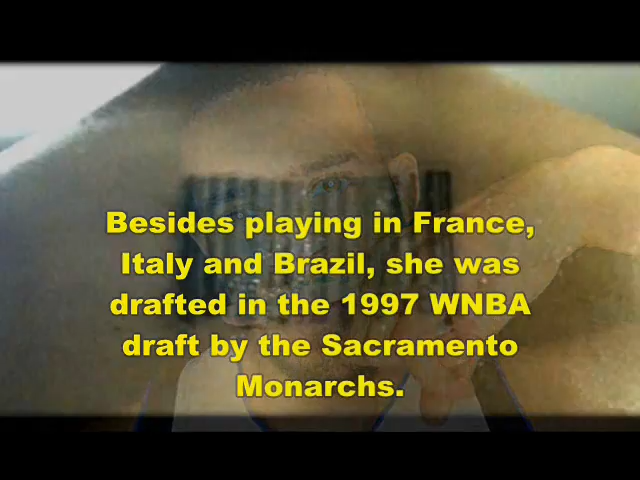 Besides playing in France,
Italy and Brazil, she was
drafted in the 1997 WNBA
draft by the Sacramento
Monarchs.